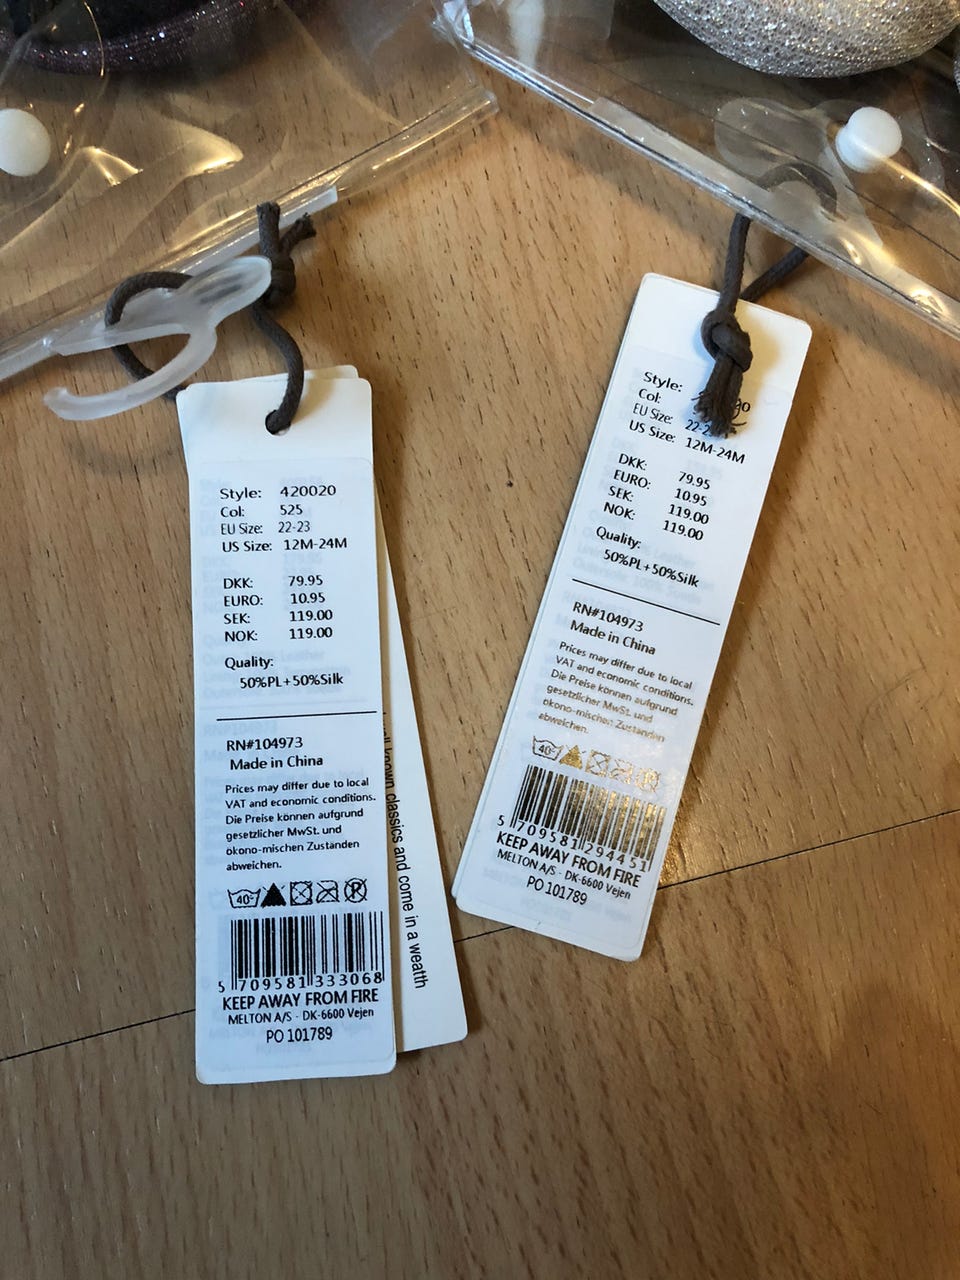 Style: 420020
Col: 525
EU Size: 22-23
US Size: 12M-24M
DKK: 79.95
EURO: 10.95
SEK: 119.00
NOK: 119.00
Quality:
50%PL+50%Silk
RN#104973
Made in China
Prices may differ due to local
VAT and economic conditions.
Die Preise können aufgrund
gesetzlicher MwSt. und
ökono-mischen Zuständen
abweichen.
40°
5 709581 333068
KEEP AWAY FROM FIRE
MELTON A/S - DK-6600 Vejen
PO 101789
known classics and come in a wealth
Style:
Col:
EU Size:
US Size: 12M-24M
DKK: 79.95
EURO: 10.95
SEK: 119.00
NOK: 119.00
Quality:
50%PL+50%Silk
RN#104973
Made in China
Prices may differ due to local
VAT and economic conditions.
Die Preise können aufgrund
gesetzlicher MwSt. und
ökono-mischen Zuständen
abweichen.
40°
5 709581 294451
KEEP AWAY FROM FIRE
MELTON A/S - DK-6600 Vejen
PO 101789